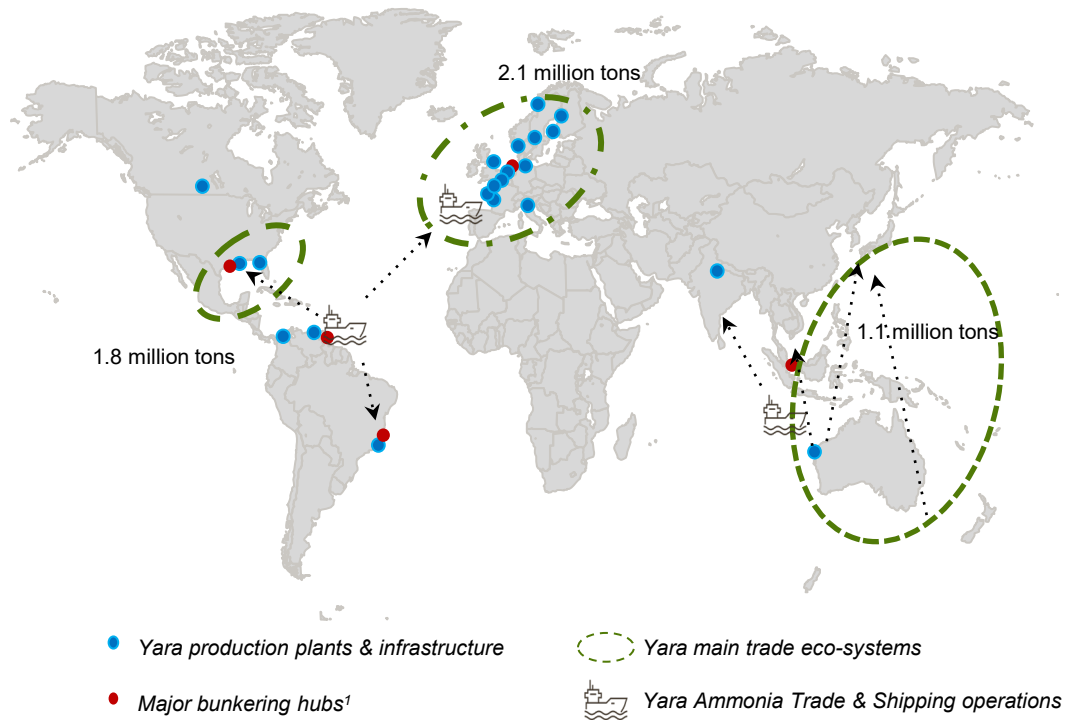 2.1 million tons
1.1 million tons
1.8 million tons
Yara production plants & infrastructure
Yara main trade eco-systems
Major bunkering hubs¹
Yara Ammonia Trade & Shipping operations